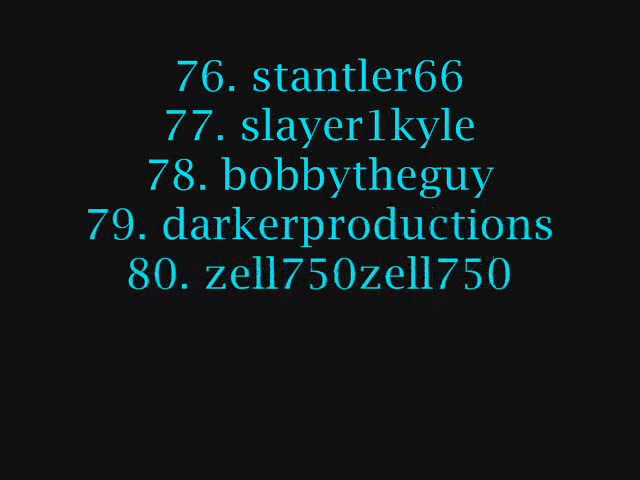 76. stantler66
77. slayer1kyle
78. bobbytheguy
79. darkerproductions
80. zell750zell750